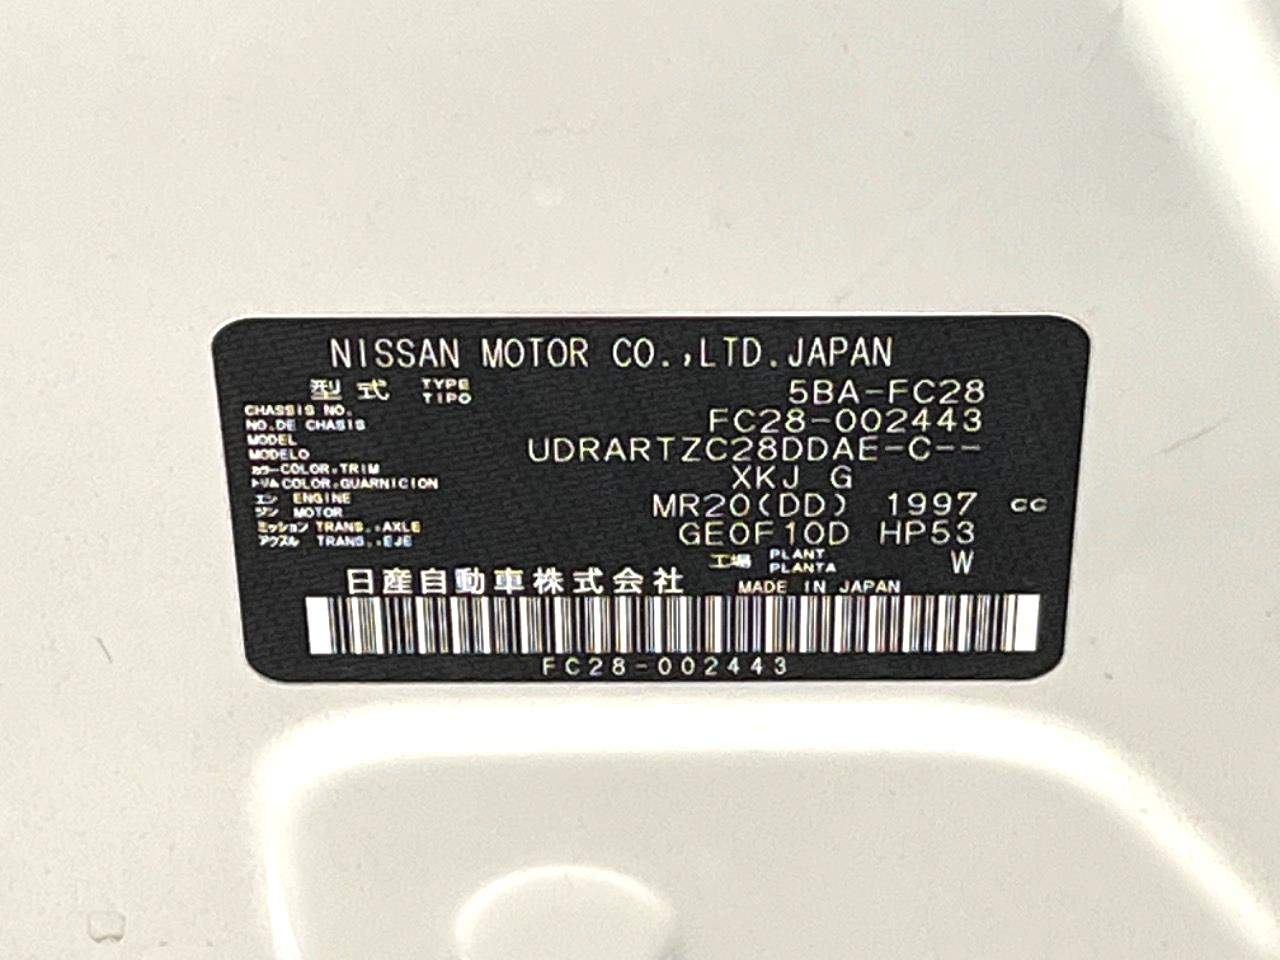 NISSAN MOTOR CO.,LTD.JAPAN
型式 TYPE TIPO 5BA-FC28
CHASSIS NO. NO.DE CHASIS FC28-002443
MODEL MODELO UDRARTZC28DDAE-C--
カラー COLOR,TRIM トリム COLOR,GUARNICION XKJ G
エンジン ENGINE MOTOR MR20(DD) 1997 cc
ミッション TRANS.,AXLE アクスル TRANS.,EJE GE0F10D HP53
工場 PLANT PLANTA W
日産自動車株式会社 MADE IN JAPAN
FC28-002443